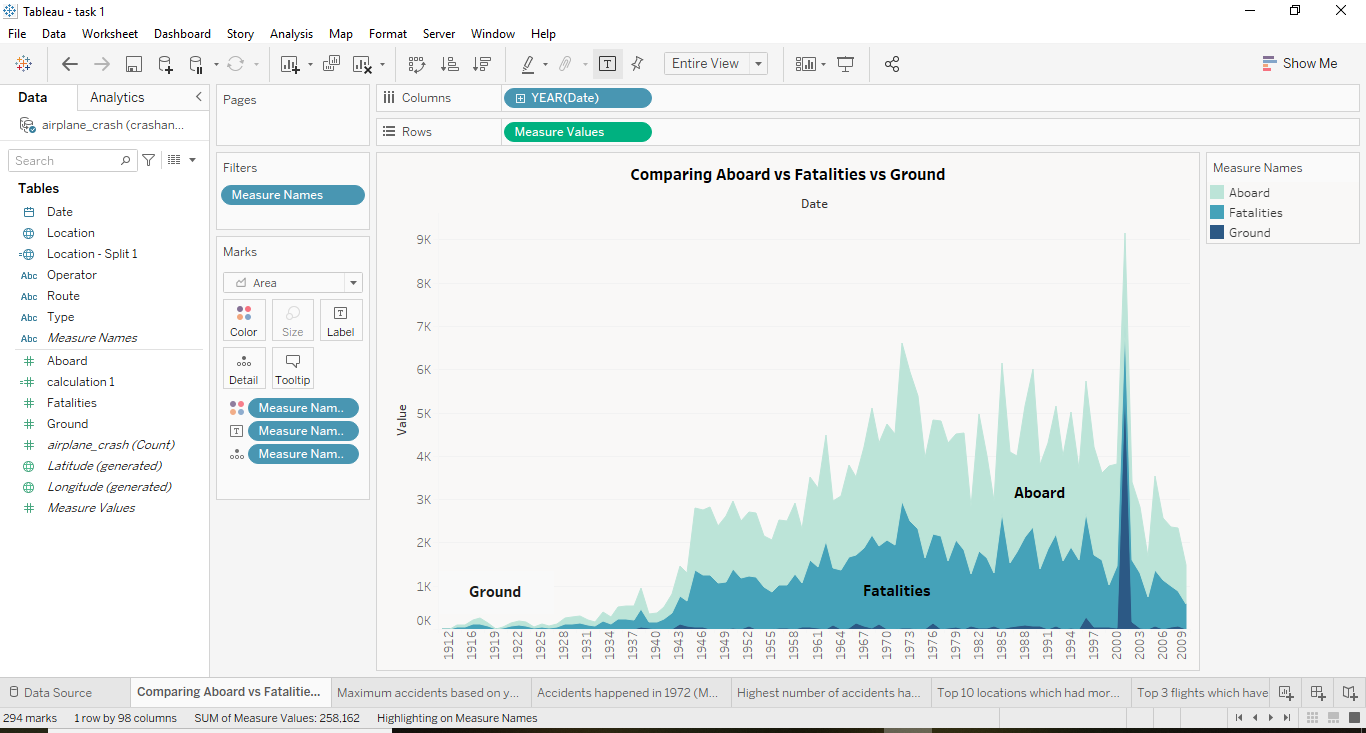 Tableau - task 1
File Data Worksheet Dashboard Story Analysis Map Format Server Window Help
Entire View
Show Me
Data Analytics
airplane_crash (crashan...
Search
Tables
Date
Location
Location - Split 1
Abc Operator
Abc Route
Abc Type
Abc Measure Names
Aboard
calculation 1
Fatalities
Ground
airplane_crash (Count)
Latitude (generated)
Longitude (generated)
Measure Values
Pages
Filters
Measure Names
Marks
Area
Color Size Label
Detail Tooltip
Measure Nam..
Measure Nam..
Measure Nam..
Columns YEAR(Date)
Rows Measure Values
Comparing Aboard vs Fatalities vs Ground
Date
Value
9K
8K
7K
6K
5K
4K
3K
2K
1K
0K
Aboard
Ground
Fatalities
1912 1916 1919 1922 1925 1928 1931 1934 1937 1940 1943 1946 1949 1952 1955 1958 1961 1964 1967 1970 1973 1976 1979 1982 1985 1988 1991 1994 1997 2000 2003 2006 2009
Measure Names
Aboard
Fatalities
Ground
Data Source Comparing Aboard vs Fatalitie... Maximum accidents based on y... Accidents happened in 1972 (M... Highest number of accidents ha... Top 10 locations which had mor... Top 3 flights which have
294 marks 1 row by 98 columns SUM of Measure Values: 258,162 Highlighting on Measure Names